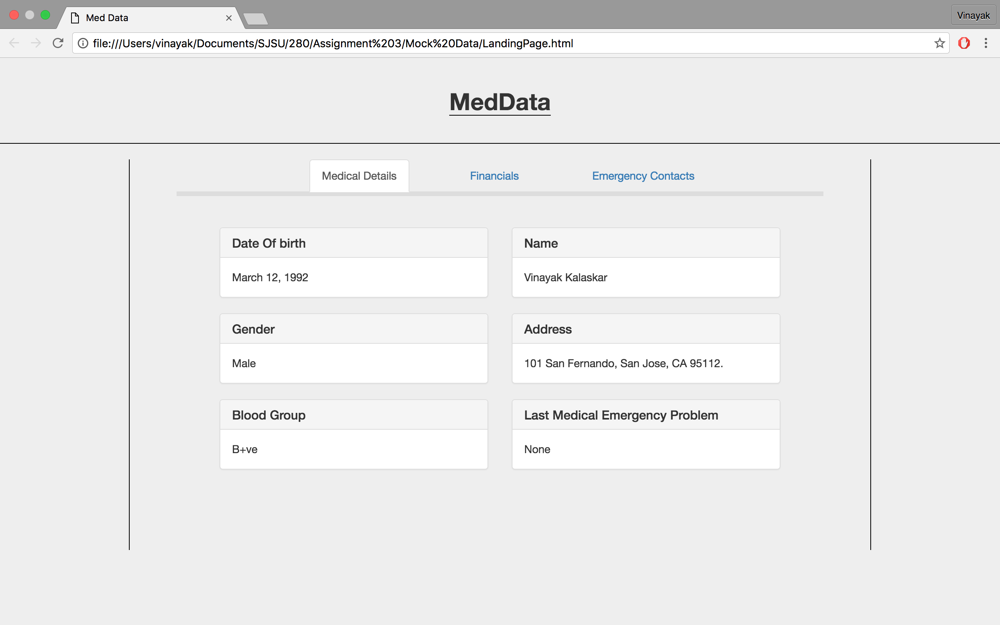 Med Data
Vinayak
file:///Users/vinayak/Documents/SJSU/280/Assignment%203/Mock%20Data/LandingPage.html
MedData
Medical Details Financials Emergency Contacts
Date Of birth
March 12, 1992
Name
Vinayak Kalaskar
Gender
Male
Address
101 San Fernando, San Jose, CA 95112.
Blood Group
B+ve
Last Medical Emergency Problem
None